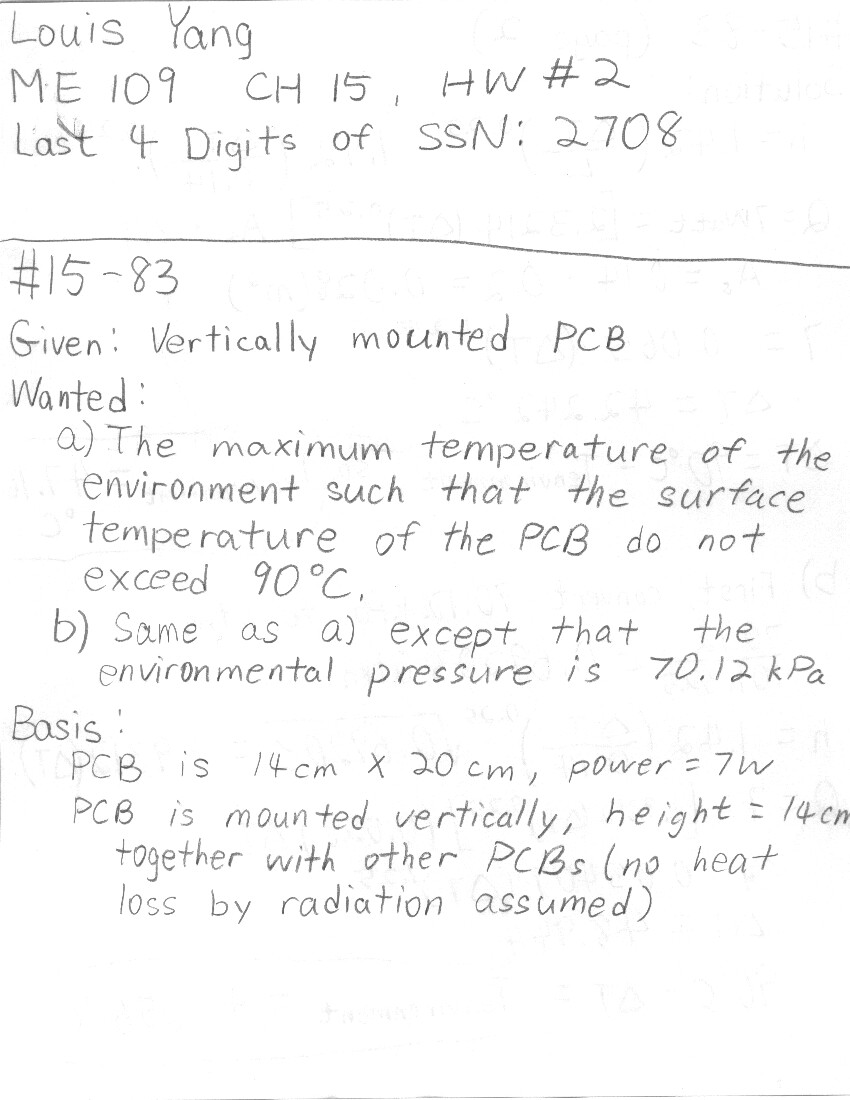 Louis Yang
ME 109 CH 15, HW #2
Last 4 Digits of SSN: 2708
#15-83
Given: Vertically mounted PCB
Wanted:
a) The maximum temperature of the
environment such that the surface
temperature of the PCB do not
exceed 90°C.
b) Same as a) except that the
environmental pressure is 70.12 kPa
Basis:
PCB is 14cm X 20cm, power = 7W
PCB is mounted vertically, height = 14cm
together with other PCBs (no heat
loss by radiation assumed)